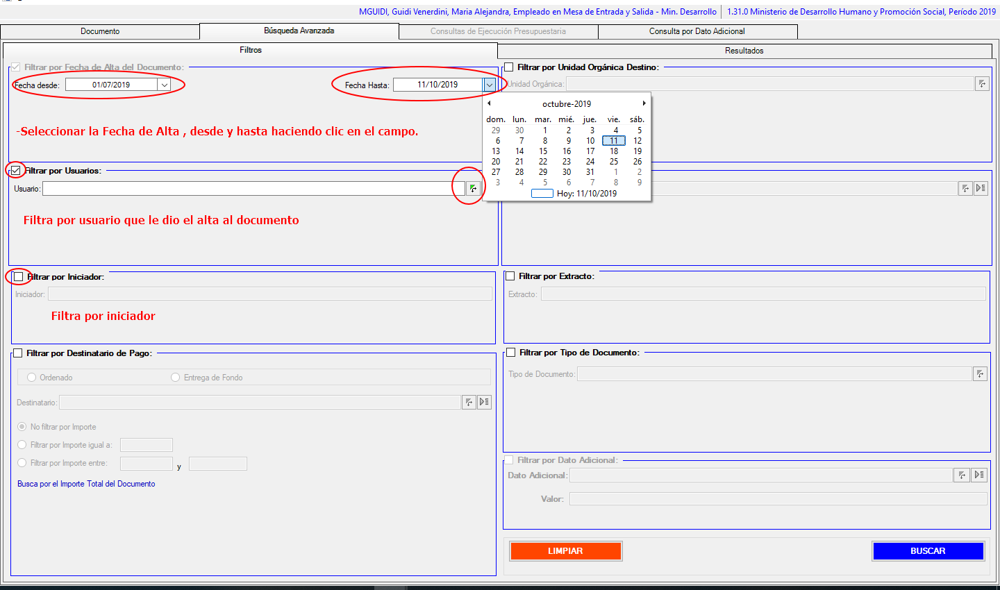 MGUIDI, Guidi Venerdini, Maria Alejandra, Empleado en Mesa de Entrada y Salida - Min. Desarrollo 1.31.0 Ministerio de Desarrollo Humano y Promoción Social, Período 2019
Documento Búsqueda Avanzada Consultas de Ejecución Presupuestaria Consulta por Dato Adicional
Filtros Resultados
Filtrar por Fecha de Alta del Documento:
Fecha desde: 01/07/2019 Fecha Hasta: 11/10/2019
-Seleccionar la Fecha de Alta , desde y hasta haciendo clic en el campo.
Filtrar por Unidad Orgánica Destino:
Unidad Orgánica:
octubre-2019
dom. lun. mar. mié. jue. vie. sáb.
29 30 1 2 3 4 5
6 7 8 9 10 11 12
13 14 15 16 17 18 19
20 21 22 23 24 25 26
27 28 29 30 31 1 2
3 4 5 6 7 8 9
Hoy: 11/10/2019
Filtrar por Usuarios:
Usuario:
Filtra por usuario que le dio el alta al documento
Filtrar por Iniciador:
Iniciador:
Filtra por iniciador
Filtrar por Extracto:
Extracto:
Filtrar por Destinatario de Pago:
Ordenado Entrega de Fondo
Destinatario:
No filtrar por Importe
Filtrar por Importe igual a:
Filtrar por Importe entre: y
Busca por el Importe Total del Documento
Filtrar por Tipo de Documento:
Tipo de Documento:
Filtrar por Dato Adicional:
Dato Adicional:
Valor:
LIMPIAR BUSCAR